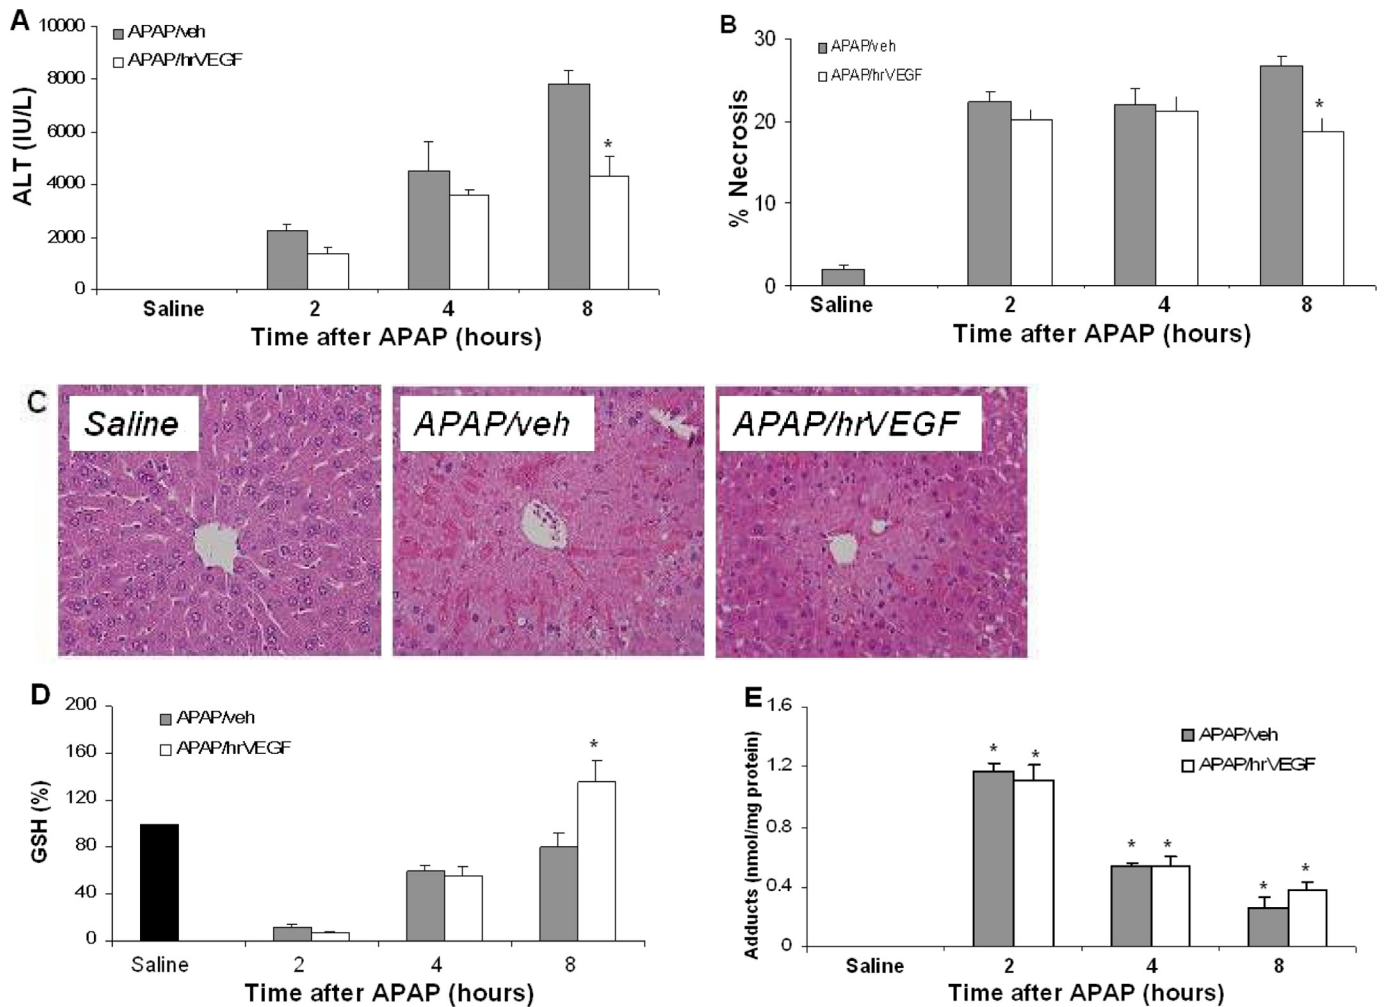 A
10000
8000
6000
4000
2000
0
ALT (IU/L)
APAP/veh
APAP/hrVEGF
*
Saline 2 4 8
Time after APAP (hours)
B
30
20
10
0
% Necrosis
APAP/veh
APAP/hrVEGF
*
Saline 2 4 8
Time after APAP (hours)
C
Saline
APAP/veh
APAP/hrVEGF
D
200
160
120
80
40
0
GSH (%)
APAP/veh
APAP/hrVEGF
*
Saline 2 4 8
Time after APAP (hours)
E
1.6
1.2
0.8
0.4
0
Adducts (nmol/mg protein)
APAP/veh
APAP/hrVEGF
* *
* *
* *
Saline 2 4 8
Time after APAP (hours)